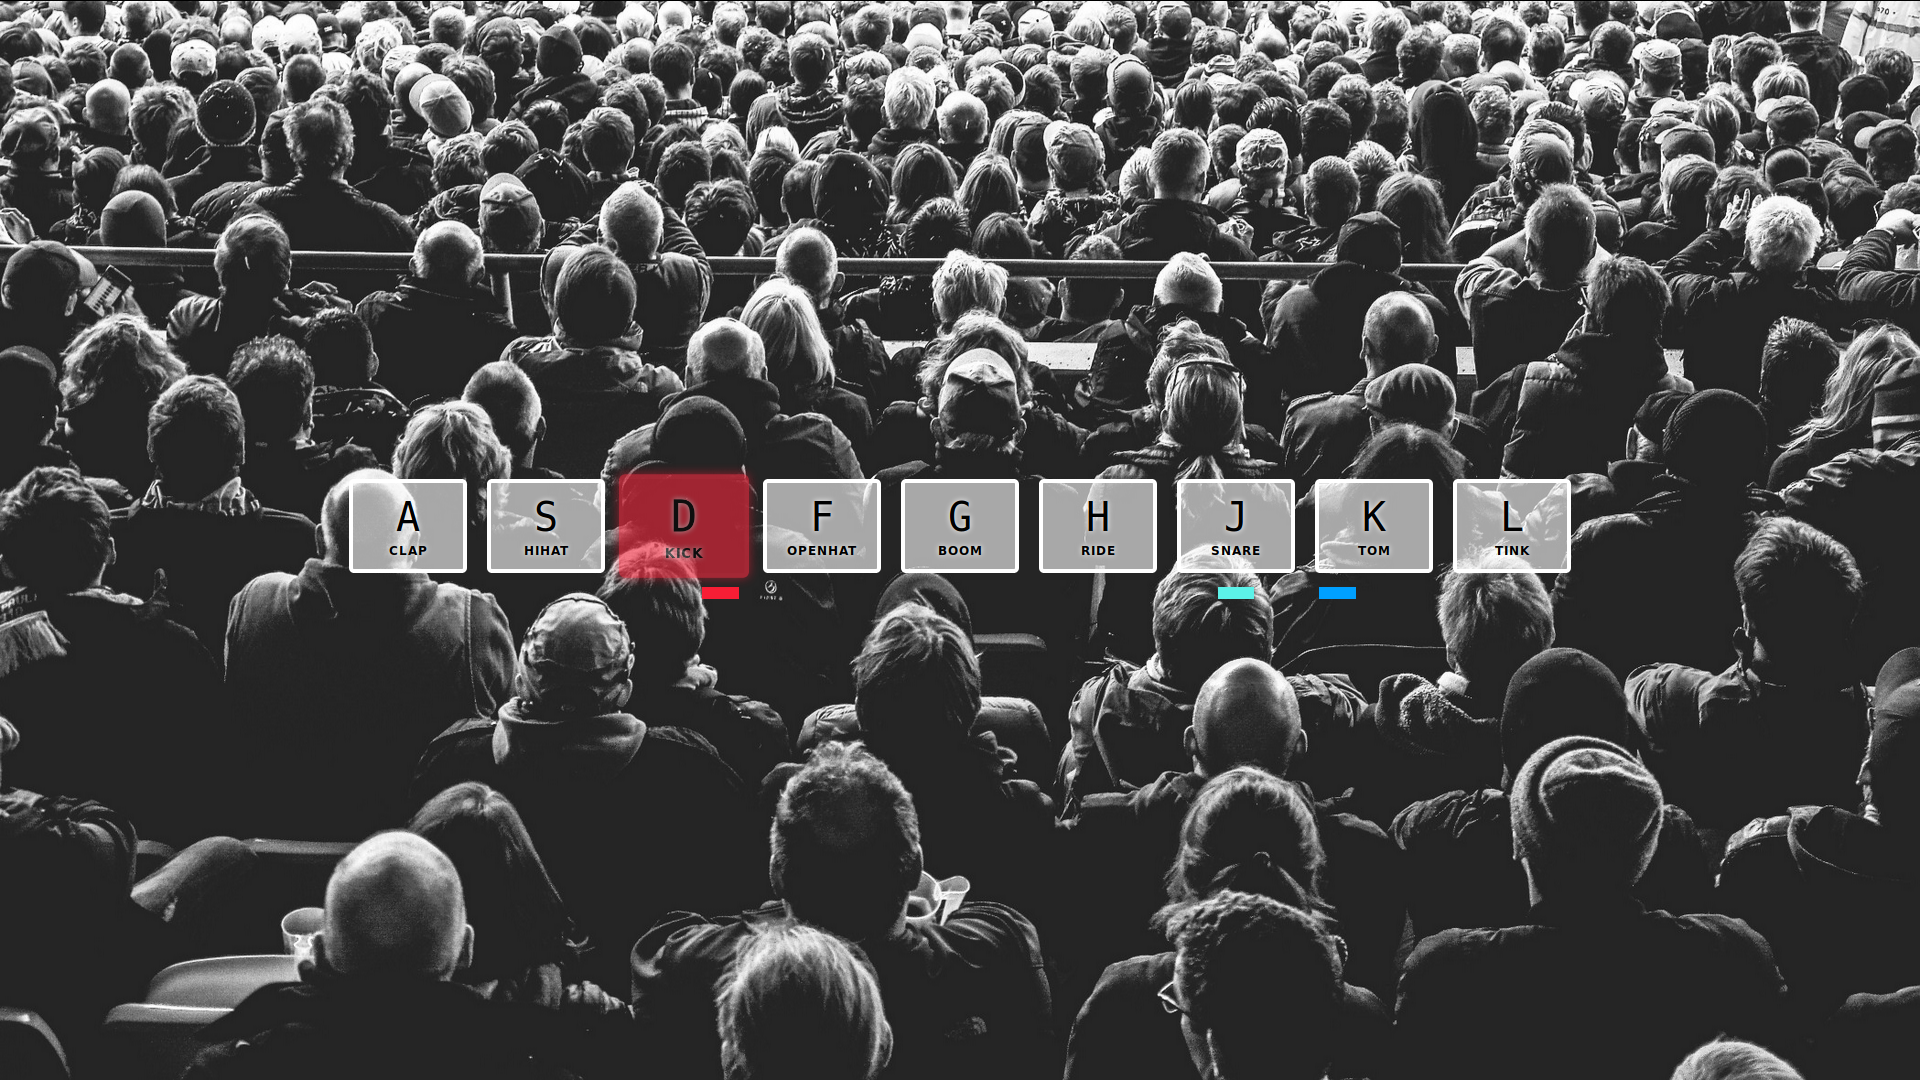 A
CLAP
S
HIHAT
D
KICK
F
OPENHAT
G
BOOM
H
RIDE
J
SNARE
K
TOM
L
TINK